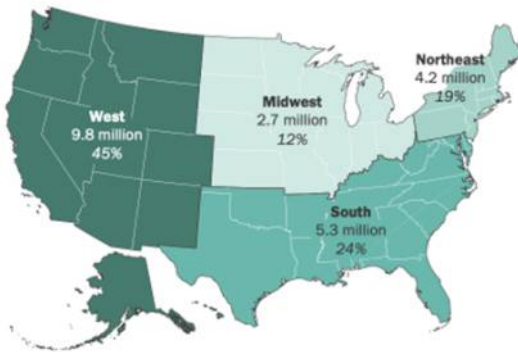 Northeast
4.2 million
19%
West
9.8 million
45%
Midwest
2.7 million
12%
South
5.3 million
24%